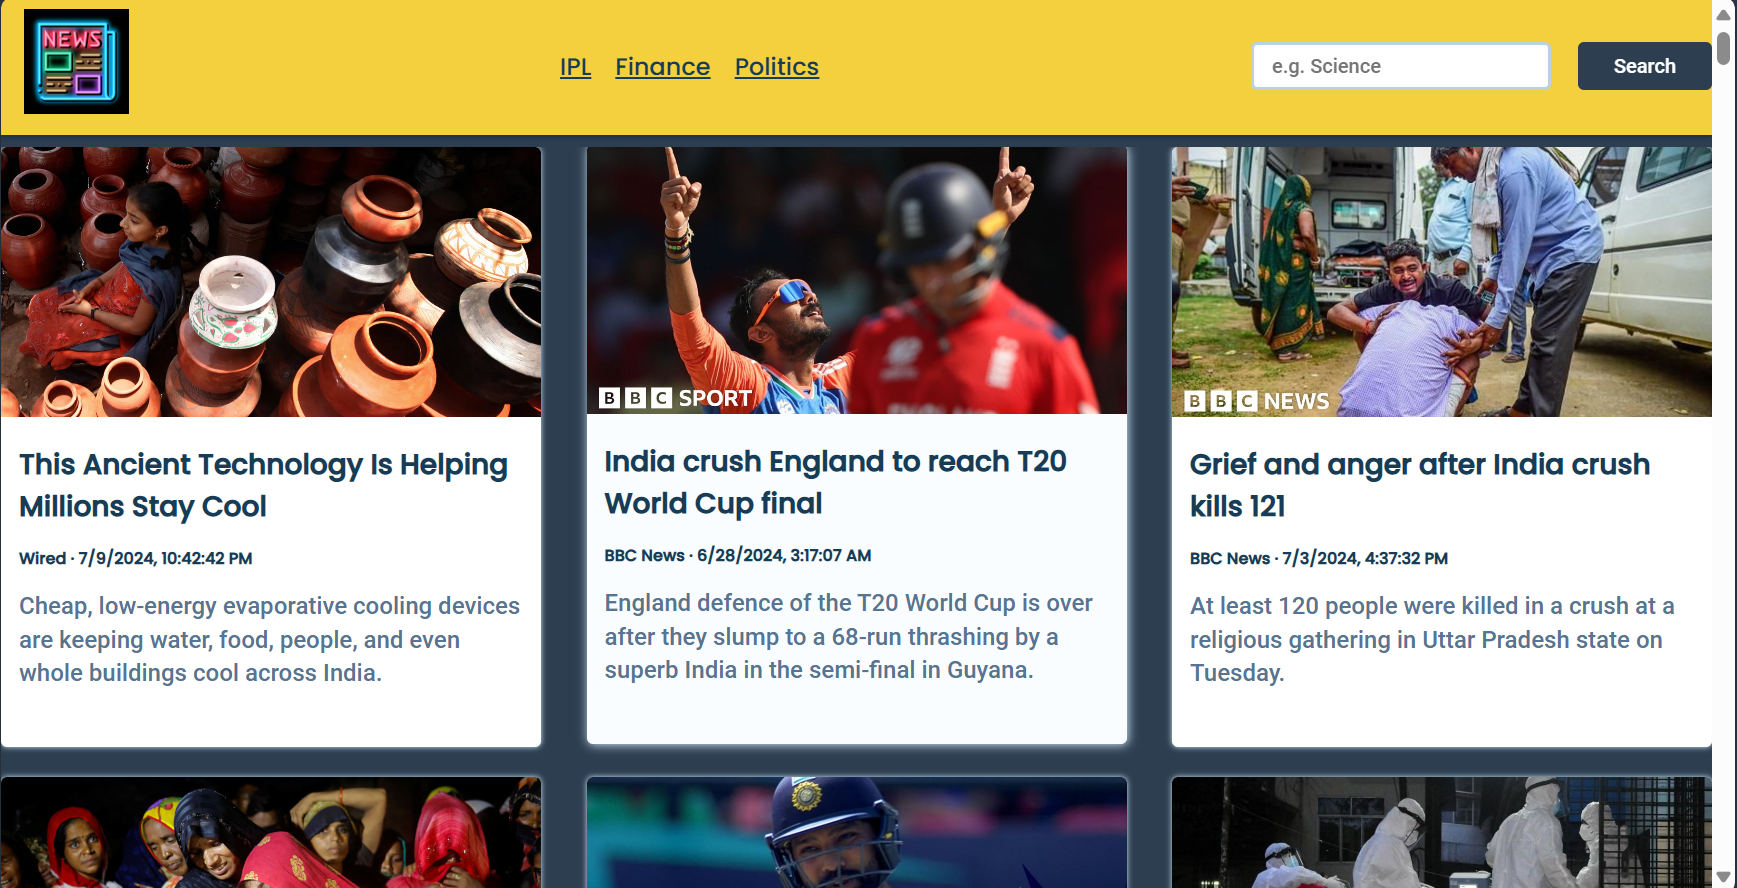 NEWS
IPL Finance Politics
e.g. Science
Search
BBC SPORT
BBC NEWS
This Ancient Technology Is Helping
Millions Stay Cool
Wired · 7/9/2024, 10:42:42 PM
Cheap, low-energy evaporative cooling devices
are keeping water, food, people, and even
whole buildings cool across India.
India crush England to reach T20
World Cup final
BBC News · 6/28/2024, 3:17:07 AM
England defence of the T20 World Cup is over
after they slump to a 68-run thrashing by a
superb India in the semi-final in Guyana.
Grief and anger after India crush
kills 121
BBC News · 7/3/2024, 4:37:32 PM
At least 120 people were killed in a crush at a
religious gathering in Uttar Pradesh state on
Tuesday.